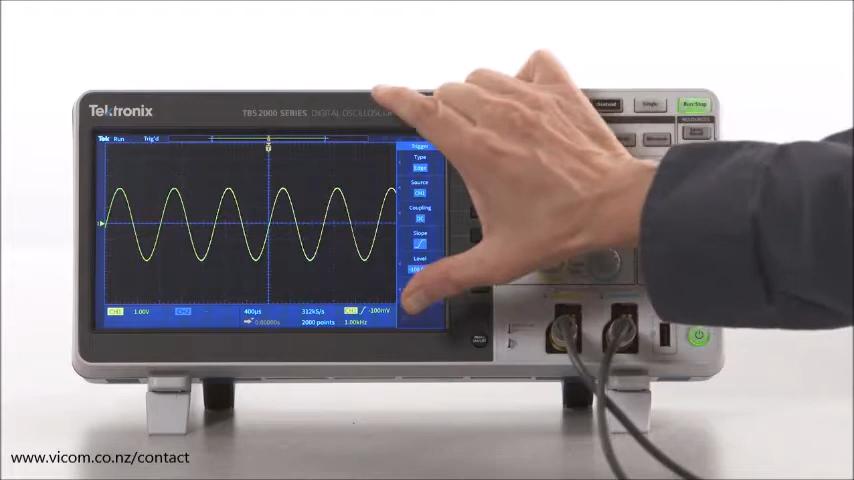 Tektronix
TBS 2000 SERIES DIGITAL OSCILLOSC
Single
Run/Stop
Tek Run Trig'd
Trigger
Type
Edge
Source
CH1
Coupling
DC
Slope
Level
CH1 1.00V CH2
400µs
0.00000s
312kS/s
2000 points
CH1 -100mV
1.00kHz
www.vicom.co.nz/contact